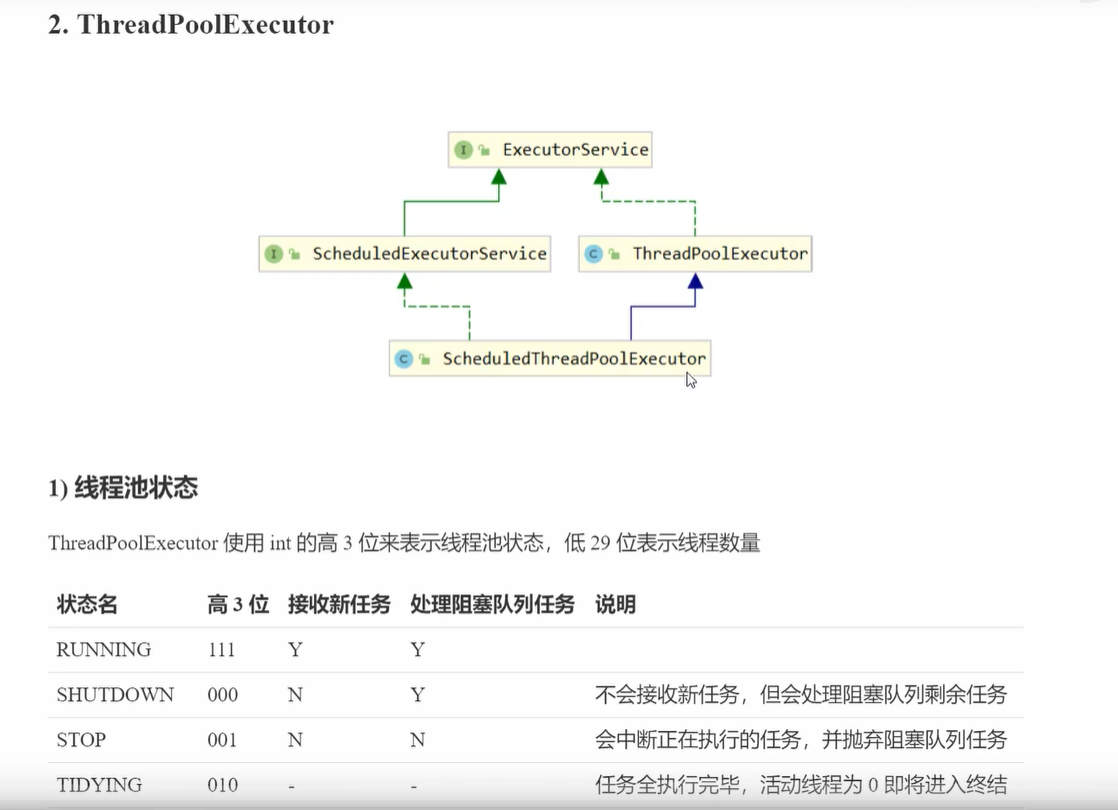 2. ThreadPoolExecutor
I ExecutorService
I ScheduledExecutorService C ThreadPoolExecutor
C ScheduledThreadPoolExecutor
1) 线程池状态
ThreadPoolExecutor 使用 int 的高 3 位来表示线程池状态，低 29 位表示线程数量
状态名 高 3 位 接收新任务 处理阻塞队列任务 说明
RUNNING 111 Y Y
SHUTDOWN 000 N Y 不会接收新任务，但会处理阻塞队列剩余任务
STOP 001 N N 会中断正在执行的任务，并抛弃阻塞队列任务
TIDYING 010 - - 任务全执行完毕，活动线程为 0 即将进入终结